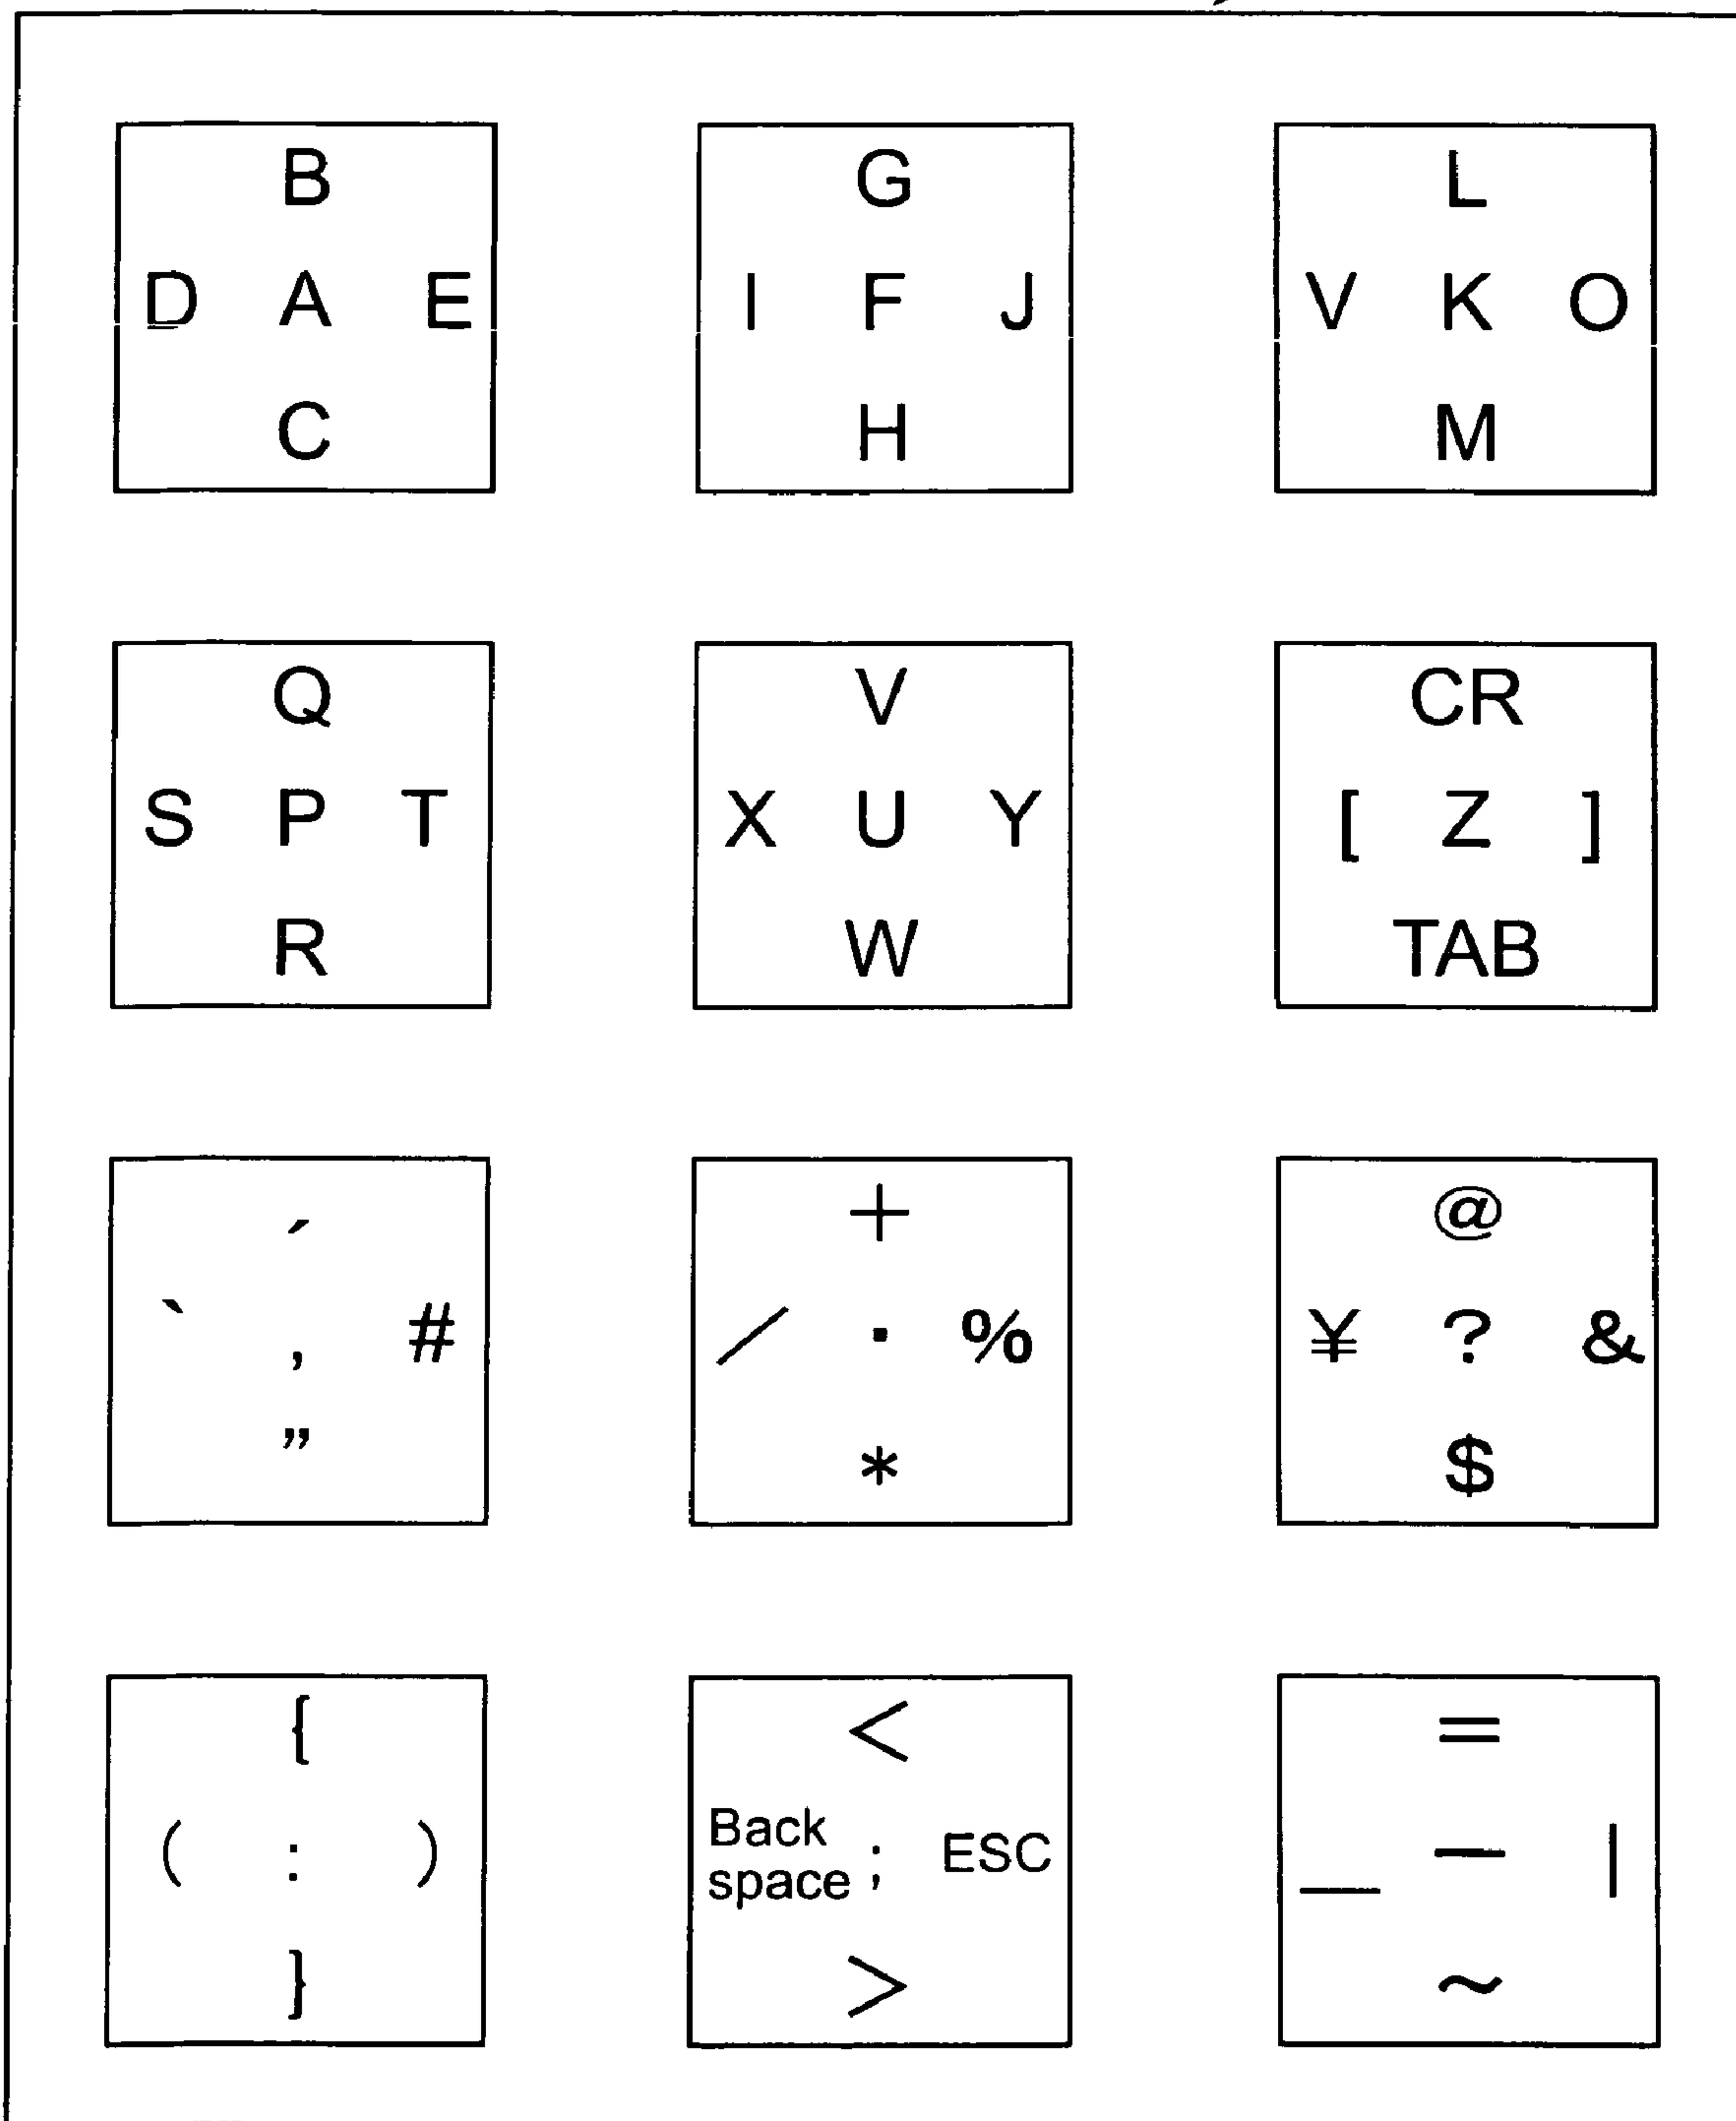 B G L
D A E I F J V K O
C H M
Q V CR
S P T X U Y [ Z ]
R W TAB
´ + @
` , # / · % ¥ ? &
” * $
{ < =
( : ) Back space ; ESC _ — |
} > ~